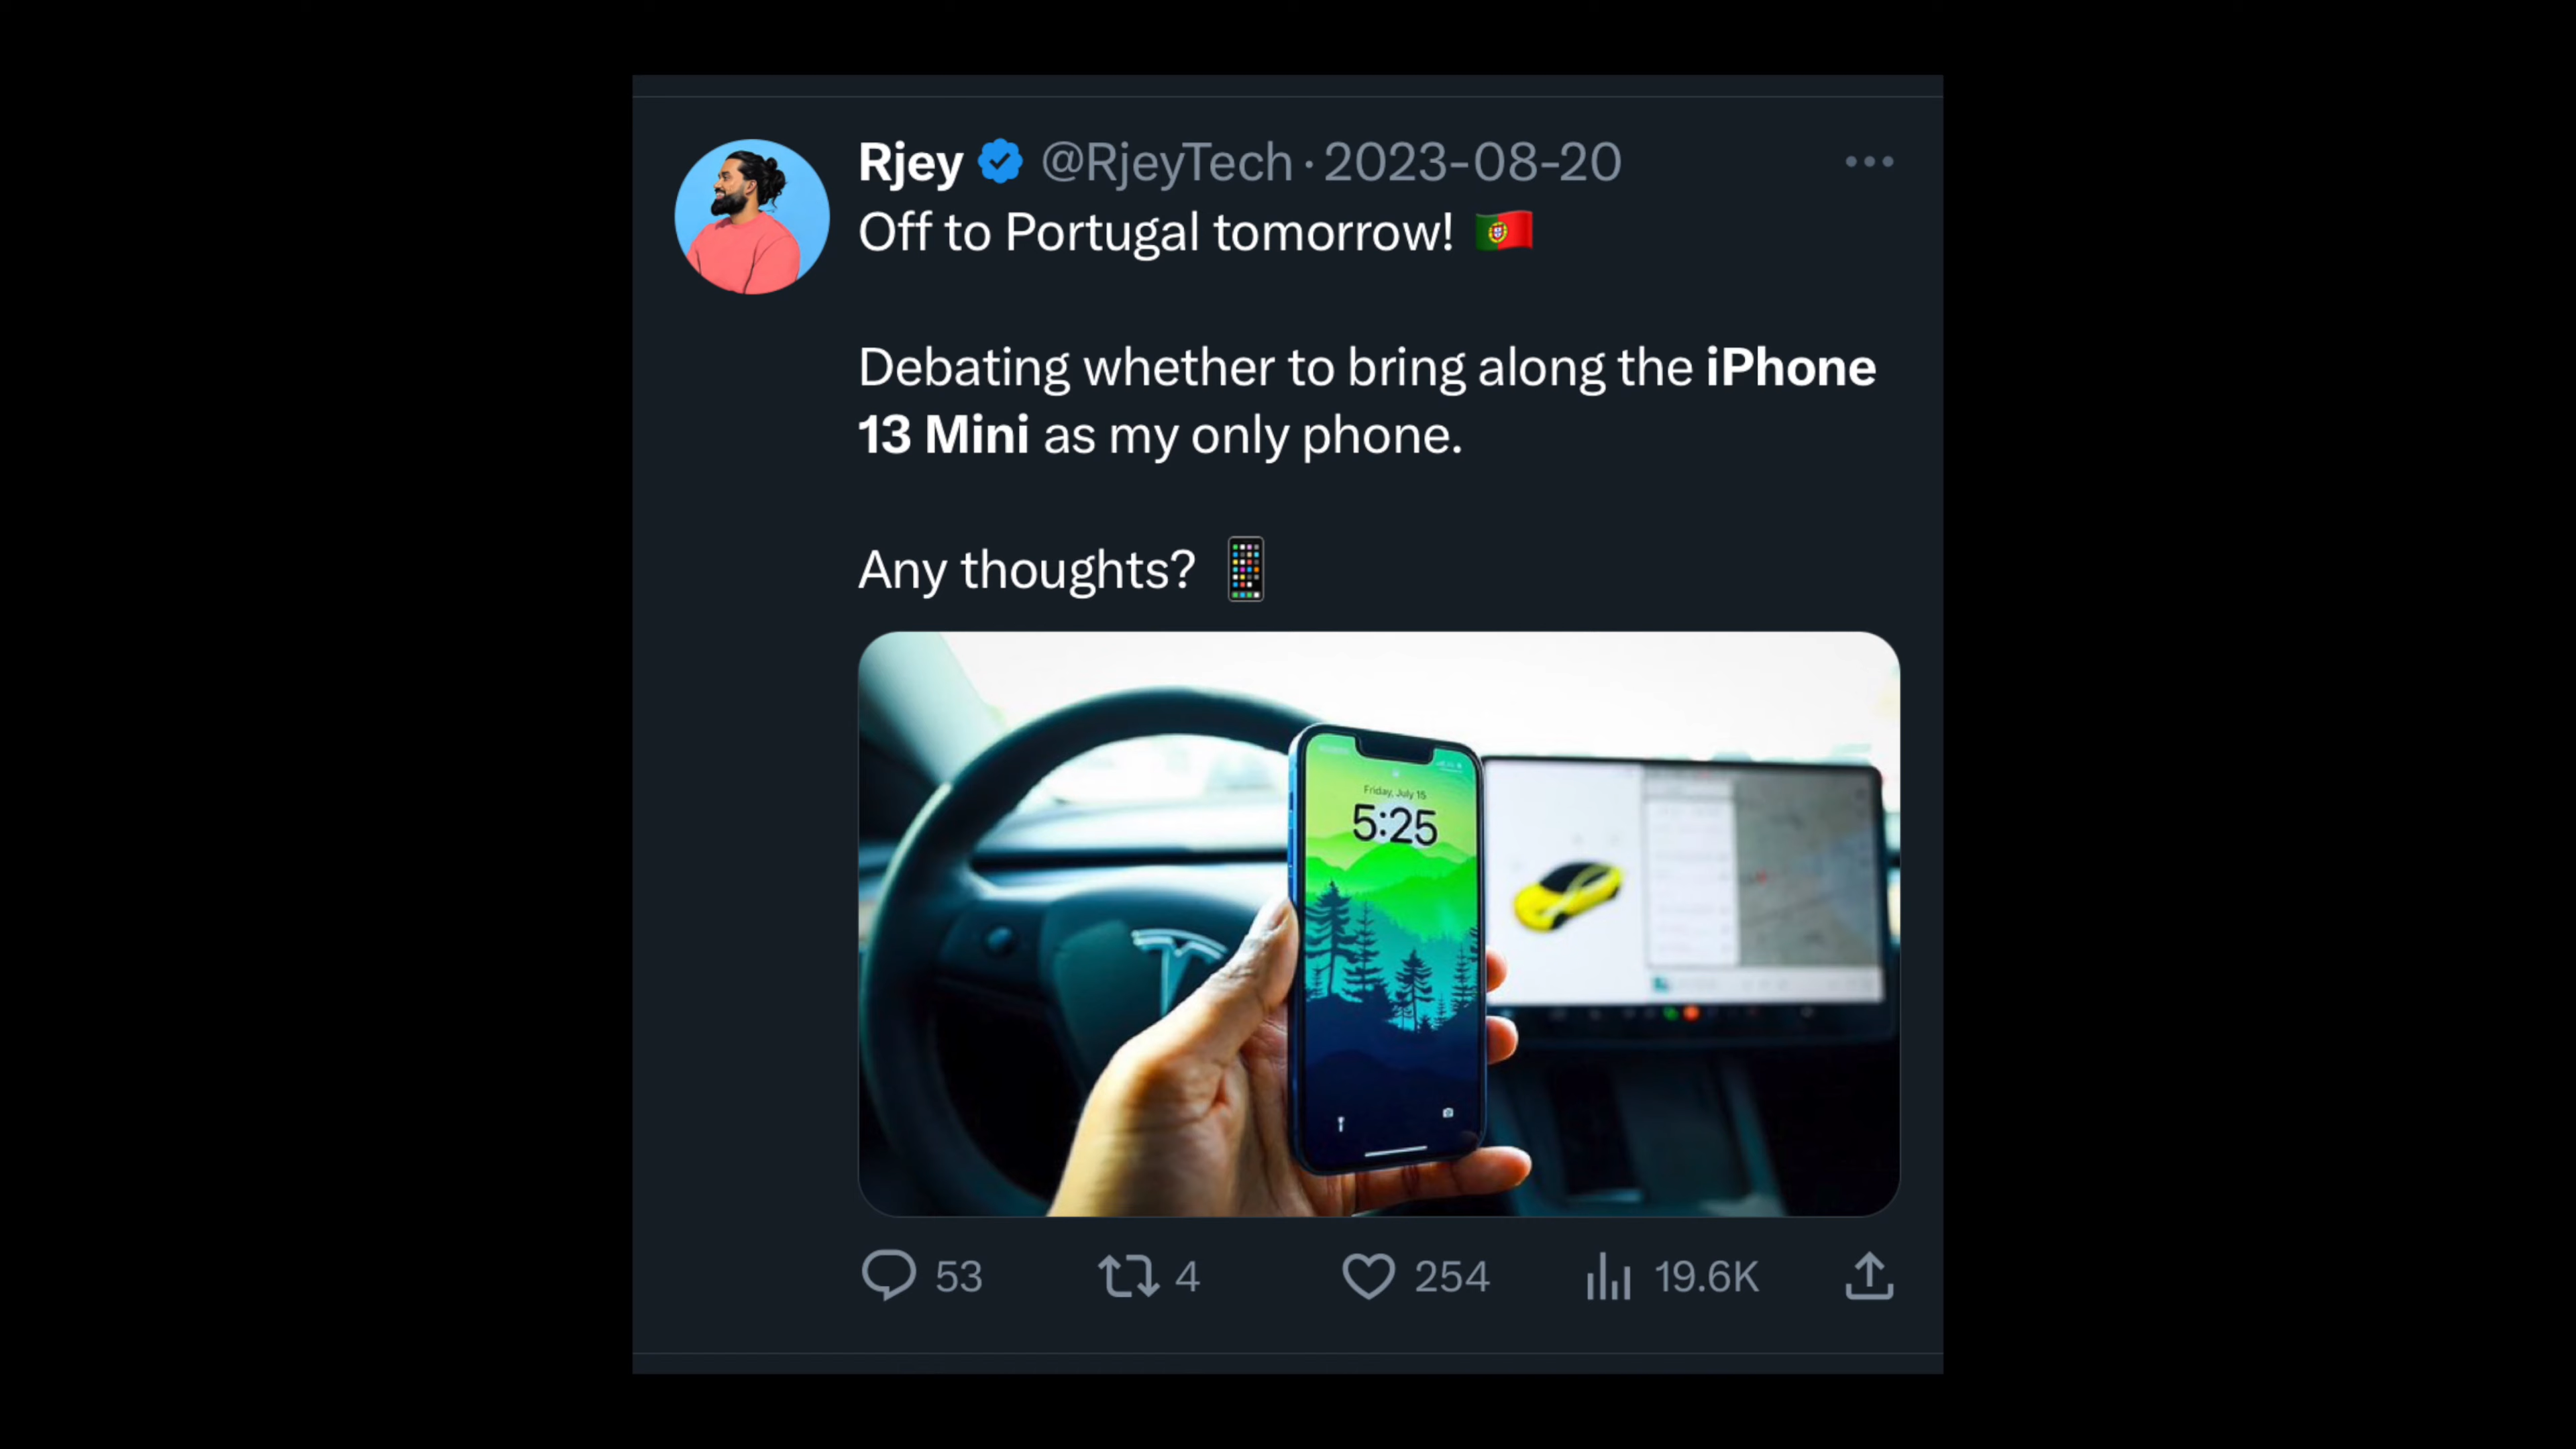 Rjey @RjeyTech · 2023-08-20
Off to Portugal tomorrow! 🇵🇹
Debating whether to bring along the iPhone
13 Mini as my only phone.
Any thoughts? 📱
Friday, July 15
5:25
53 4 254 19.6K